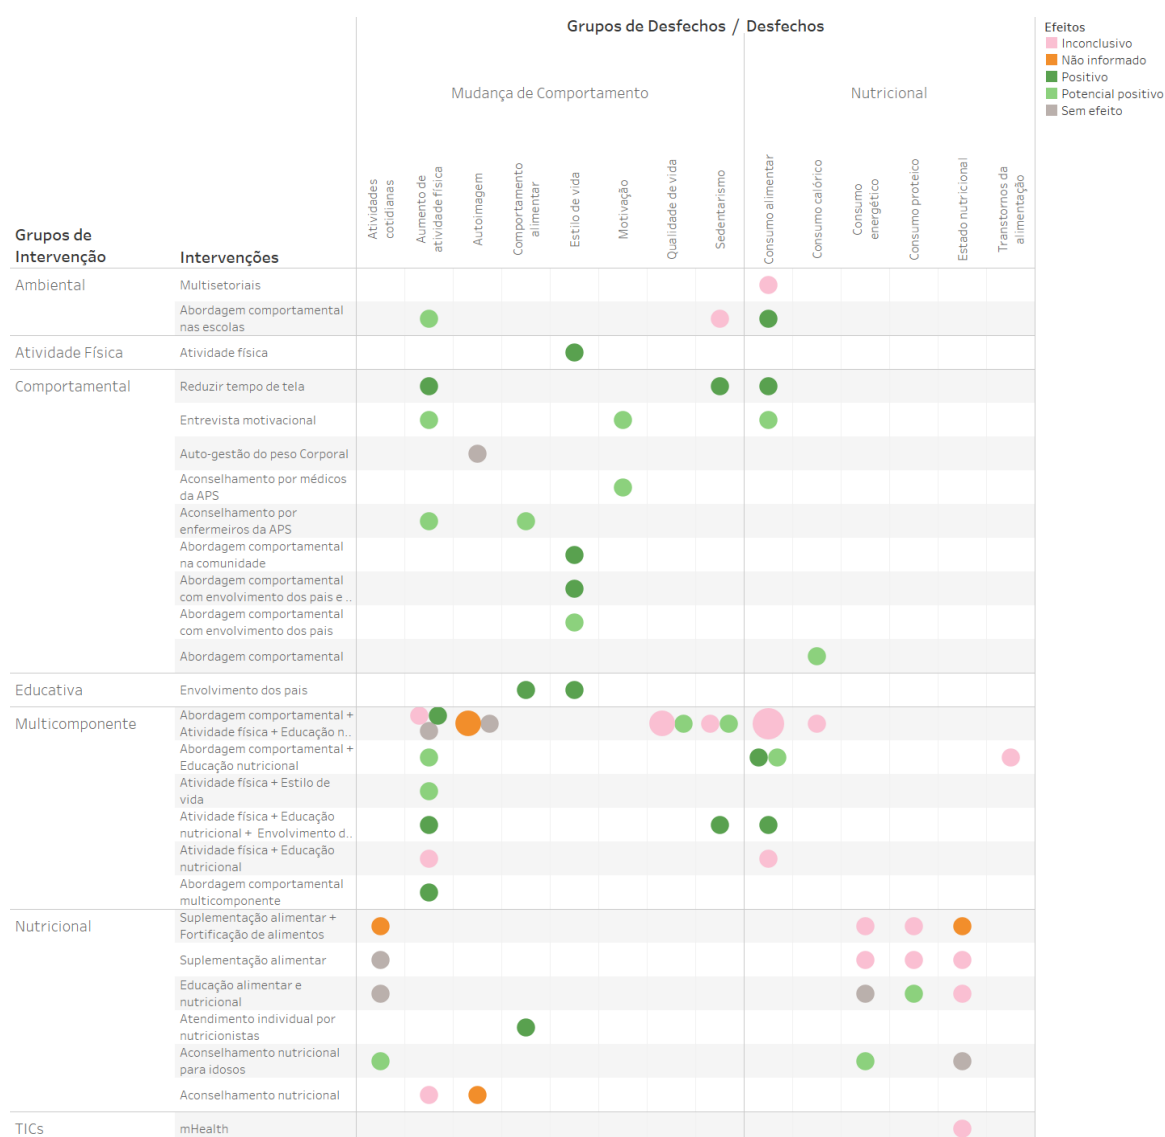 Grupos de Desfechos / Desfechos
Efeitos
Inconclusivo
Não informado
Positivo
Potencial positivo
Sem efeito
Mudança de Comportamento
Nutricional
Atividades
cotidianas
Aumento de
atividade física
Autoimagem
Comportamento
alimentar
Estilo de vida
Motivação
Qualidade de vida
Sedentarismo
Consumo alimentar
Consumo calórico
Consumo
energético
Consumo proteico
Estado nutricional
Transtornos da
alimentação
Grupos de
Intervenção
Intervenções
Ambiental
Multisetoriais
Abordagem comportamental
nas escolas
Atividade Física
Atividade física
Comportamental
Reduzir tempo de tela
Entrevista motivacional
Auto-gestão do peso Corporal
Aconselhamento por médicos
da APS
Aconselhamento por
enfermeiros da APS
Abordagem comportamental
na comunidade
Abordagem comportamental
com envolvimento dos pais e ..
Abordagem comportamental
com envolvimento dos pais
Abordagem comportamental
Educativa
Envolvimento dos pais
Multicomponente
Abordagem comportamental +
Atividade física + Educação n..
Abordagem comportamental +
Educação nutricional
Atividade física + Estilo de
vida
Atividade física + Educação
nutricional + Envolvimento d..
Atividade física + Educação
nutricional
Abordagem comportamental
multicomponente
Nutricional
Suplementação alimentar +
Fortificação de alimentos
Suplementação alimentar
Educação alimentar e
nutricional
Atendimento individual por
nutricionistas
Aconselhamento nutricional
para idosos
Aconselhamento nutricional
TICs
mHealth